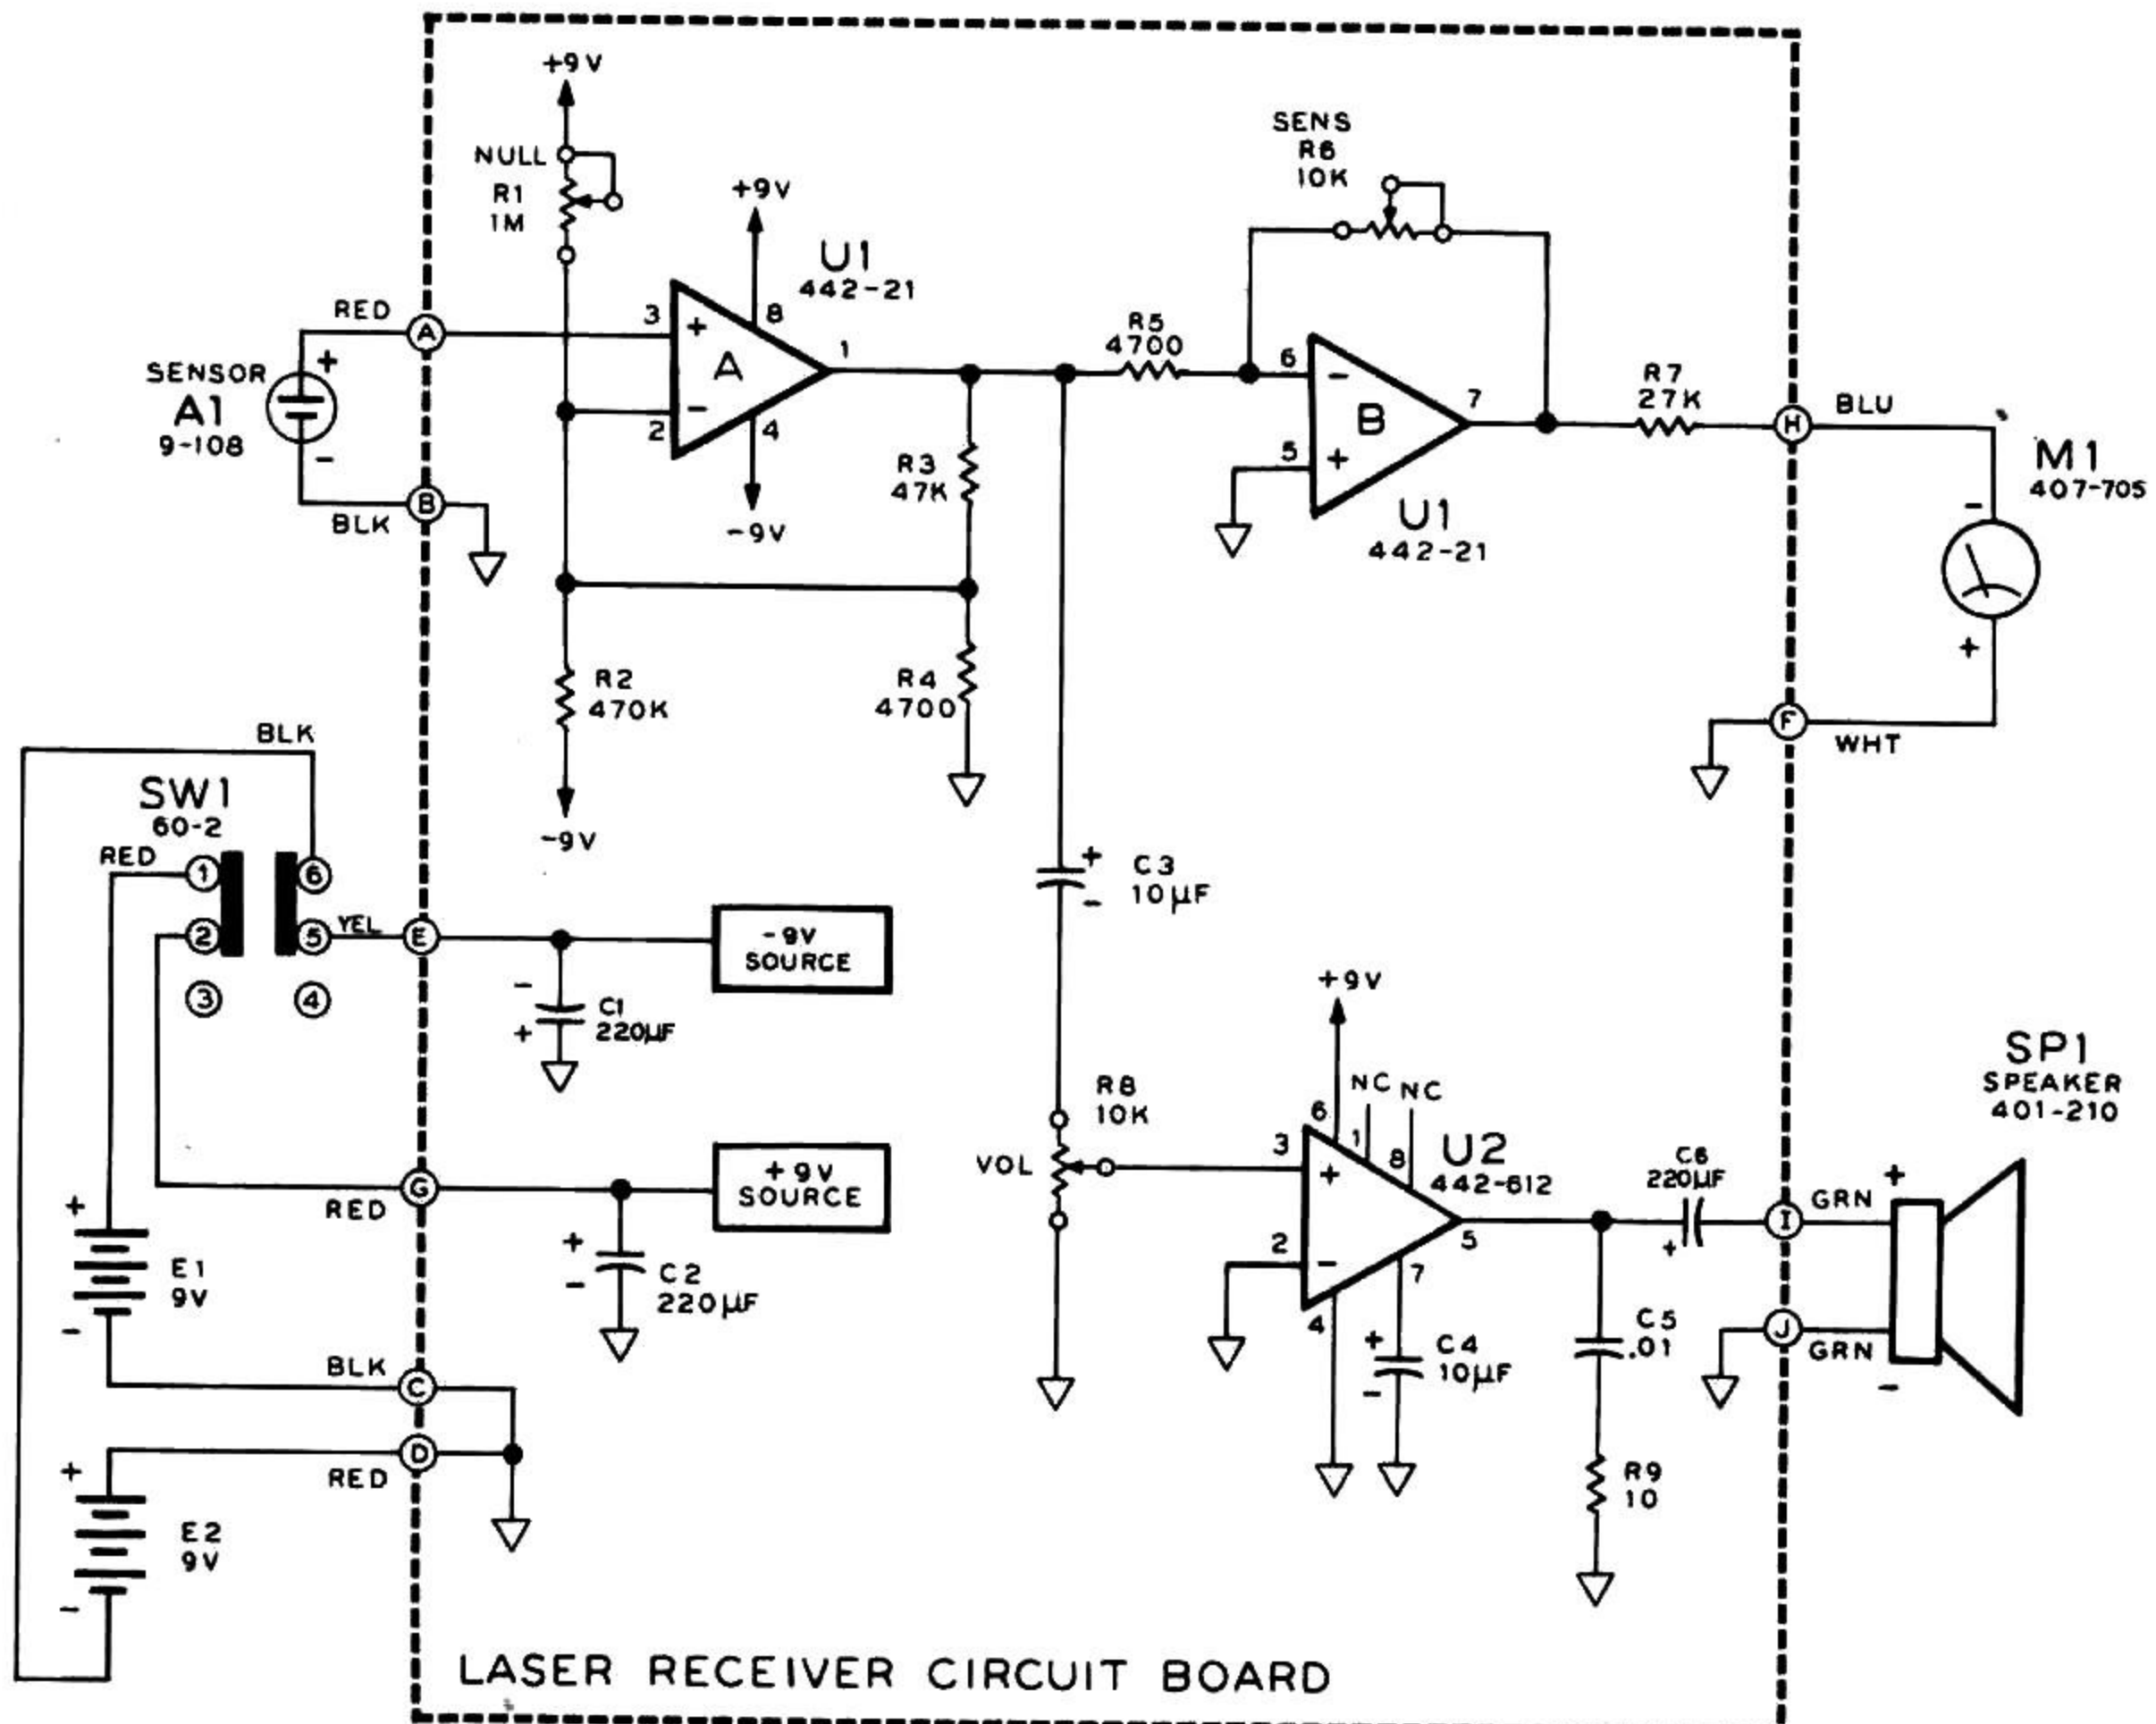 +9V
NULL
R1
1M
+9V
U1
442-21
3
+
8
A
1
2
-
4
-9V
RED
A
+
SENSOR
A1
9-108
-
BLK
B
R3
47K
R2
470K
-9V
R4
4700
SENS
R6
10K
R5
4700
6
-
B
7
5
+
U1
442-21
R7
27K
H
BLU
M1
407-705
-
+
F
WHT
BLK
SW1
60-2
RED
1
6
2
5
YEL
E
3
4
-9V
SOURCE
-
C1
+
220µF
+9V
SOURCE
G
RED
+
C2
-
220µF
+
E1
9V
-
BLK
C
D
RED
+
E2
9V
-
+
C3
10µF
-
R8
10K
VOL
+9V
NC
NC
6
1
8
U2
442-612
3
+
2
-
5
4
7
+
C4
10µF
-
C6
220µF
+
I
GRN
+
SP1
SPEAKER
401-210
C5
.01
J
GRN
-
R9
10
LASER RECEIVER CIRCUIT BOARD